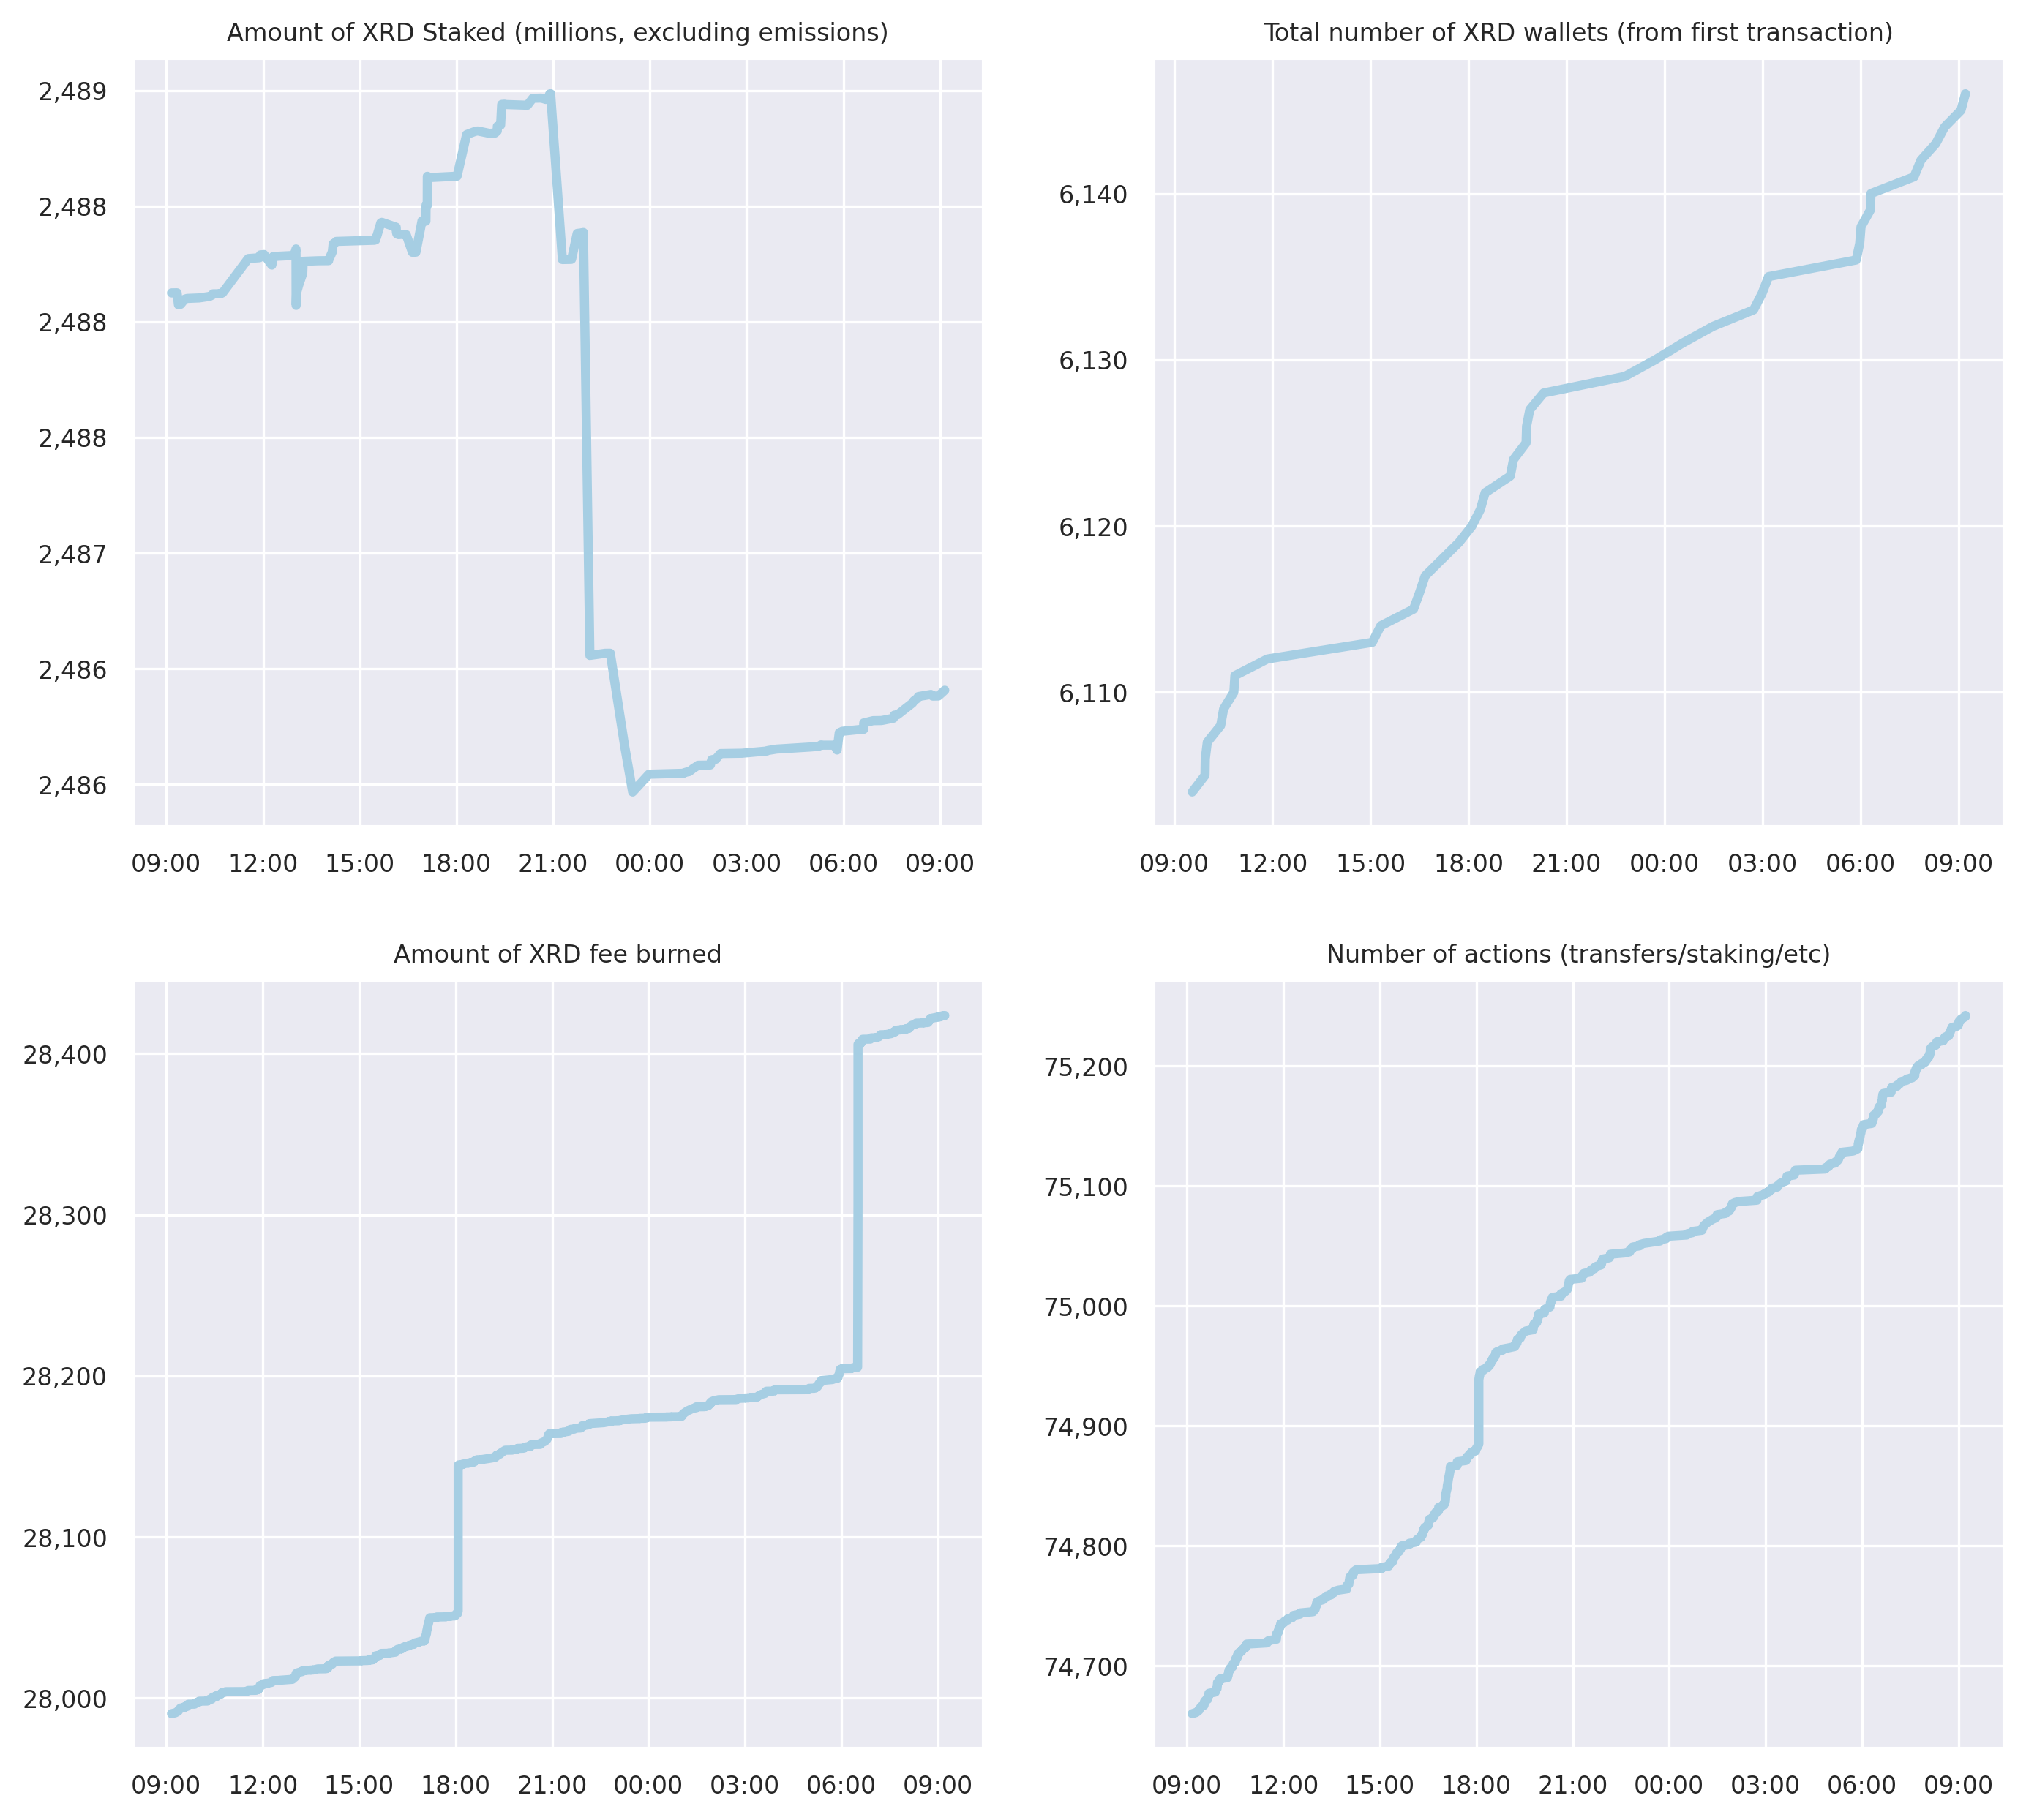 Amount of XRD Staked (millions, excluding emissions)
2,489
2,488
2,488
2,488
2,487
2,486
2,486
09:00 12:00 15:00 18:00 21:00 00:00 03:00 06:00 09:00
Total number of XRD wallets (from first transaction)
6,140
6,130
6,120
6,110
09:00 12:00 15:00 18:00 21:00 00:00 03:00 06:00 09:00
Amount of XRD fee burned
28,400
28,300
28,200
28,100
28,000
09:00 12:00 15:00 18:00 21:00 00:00 03:00 06:00 09:00
Number of actions (transfers/staking/etc)
75,200
75,100
75,000
74,900
74,800
74,700
09:00 12:00 15:00 18:00 21:00 00:00 03:00 06:00 09:00